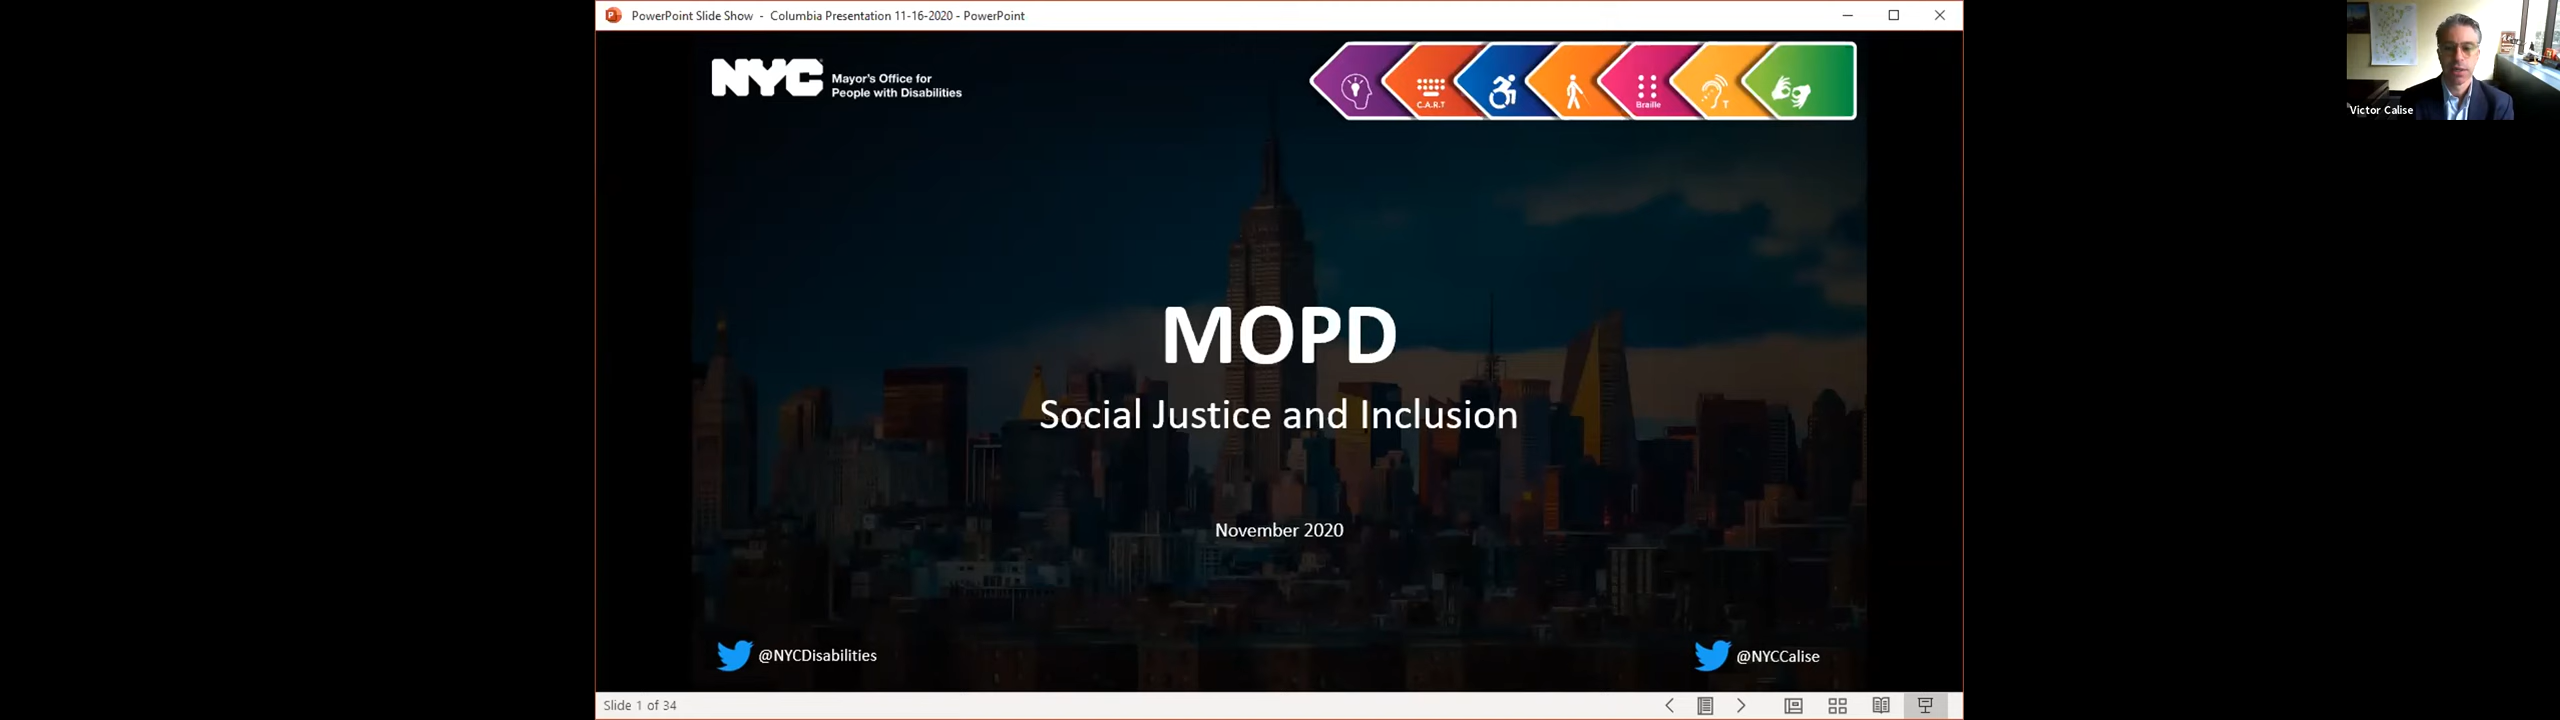 PowerPoint Slide Show - Columbia Presentation 11-16-2020 - PowerPoint
NYC
Mayor's Office for
People with Disabilities
C.A.R.T
Braille
T
Victor Calise
MOPD
Social Justice and Inclusion
November 2020
@NYCDisabilities
@NYCCalise
Slide 1 of 34